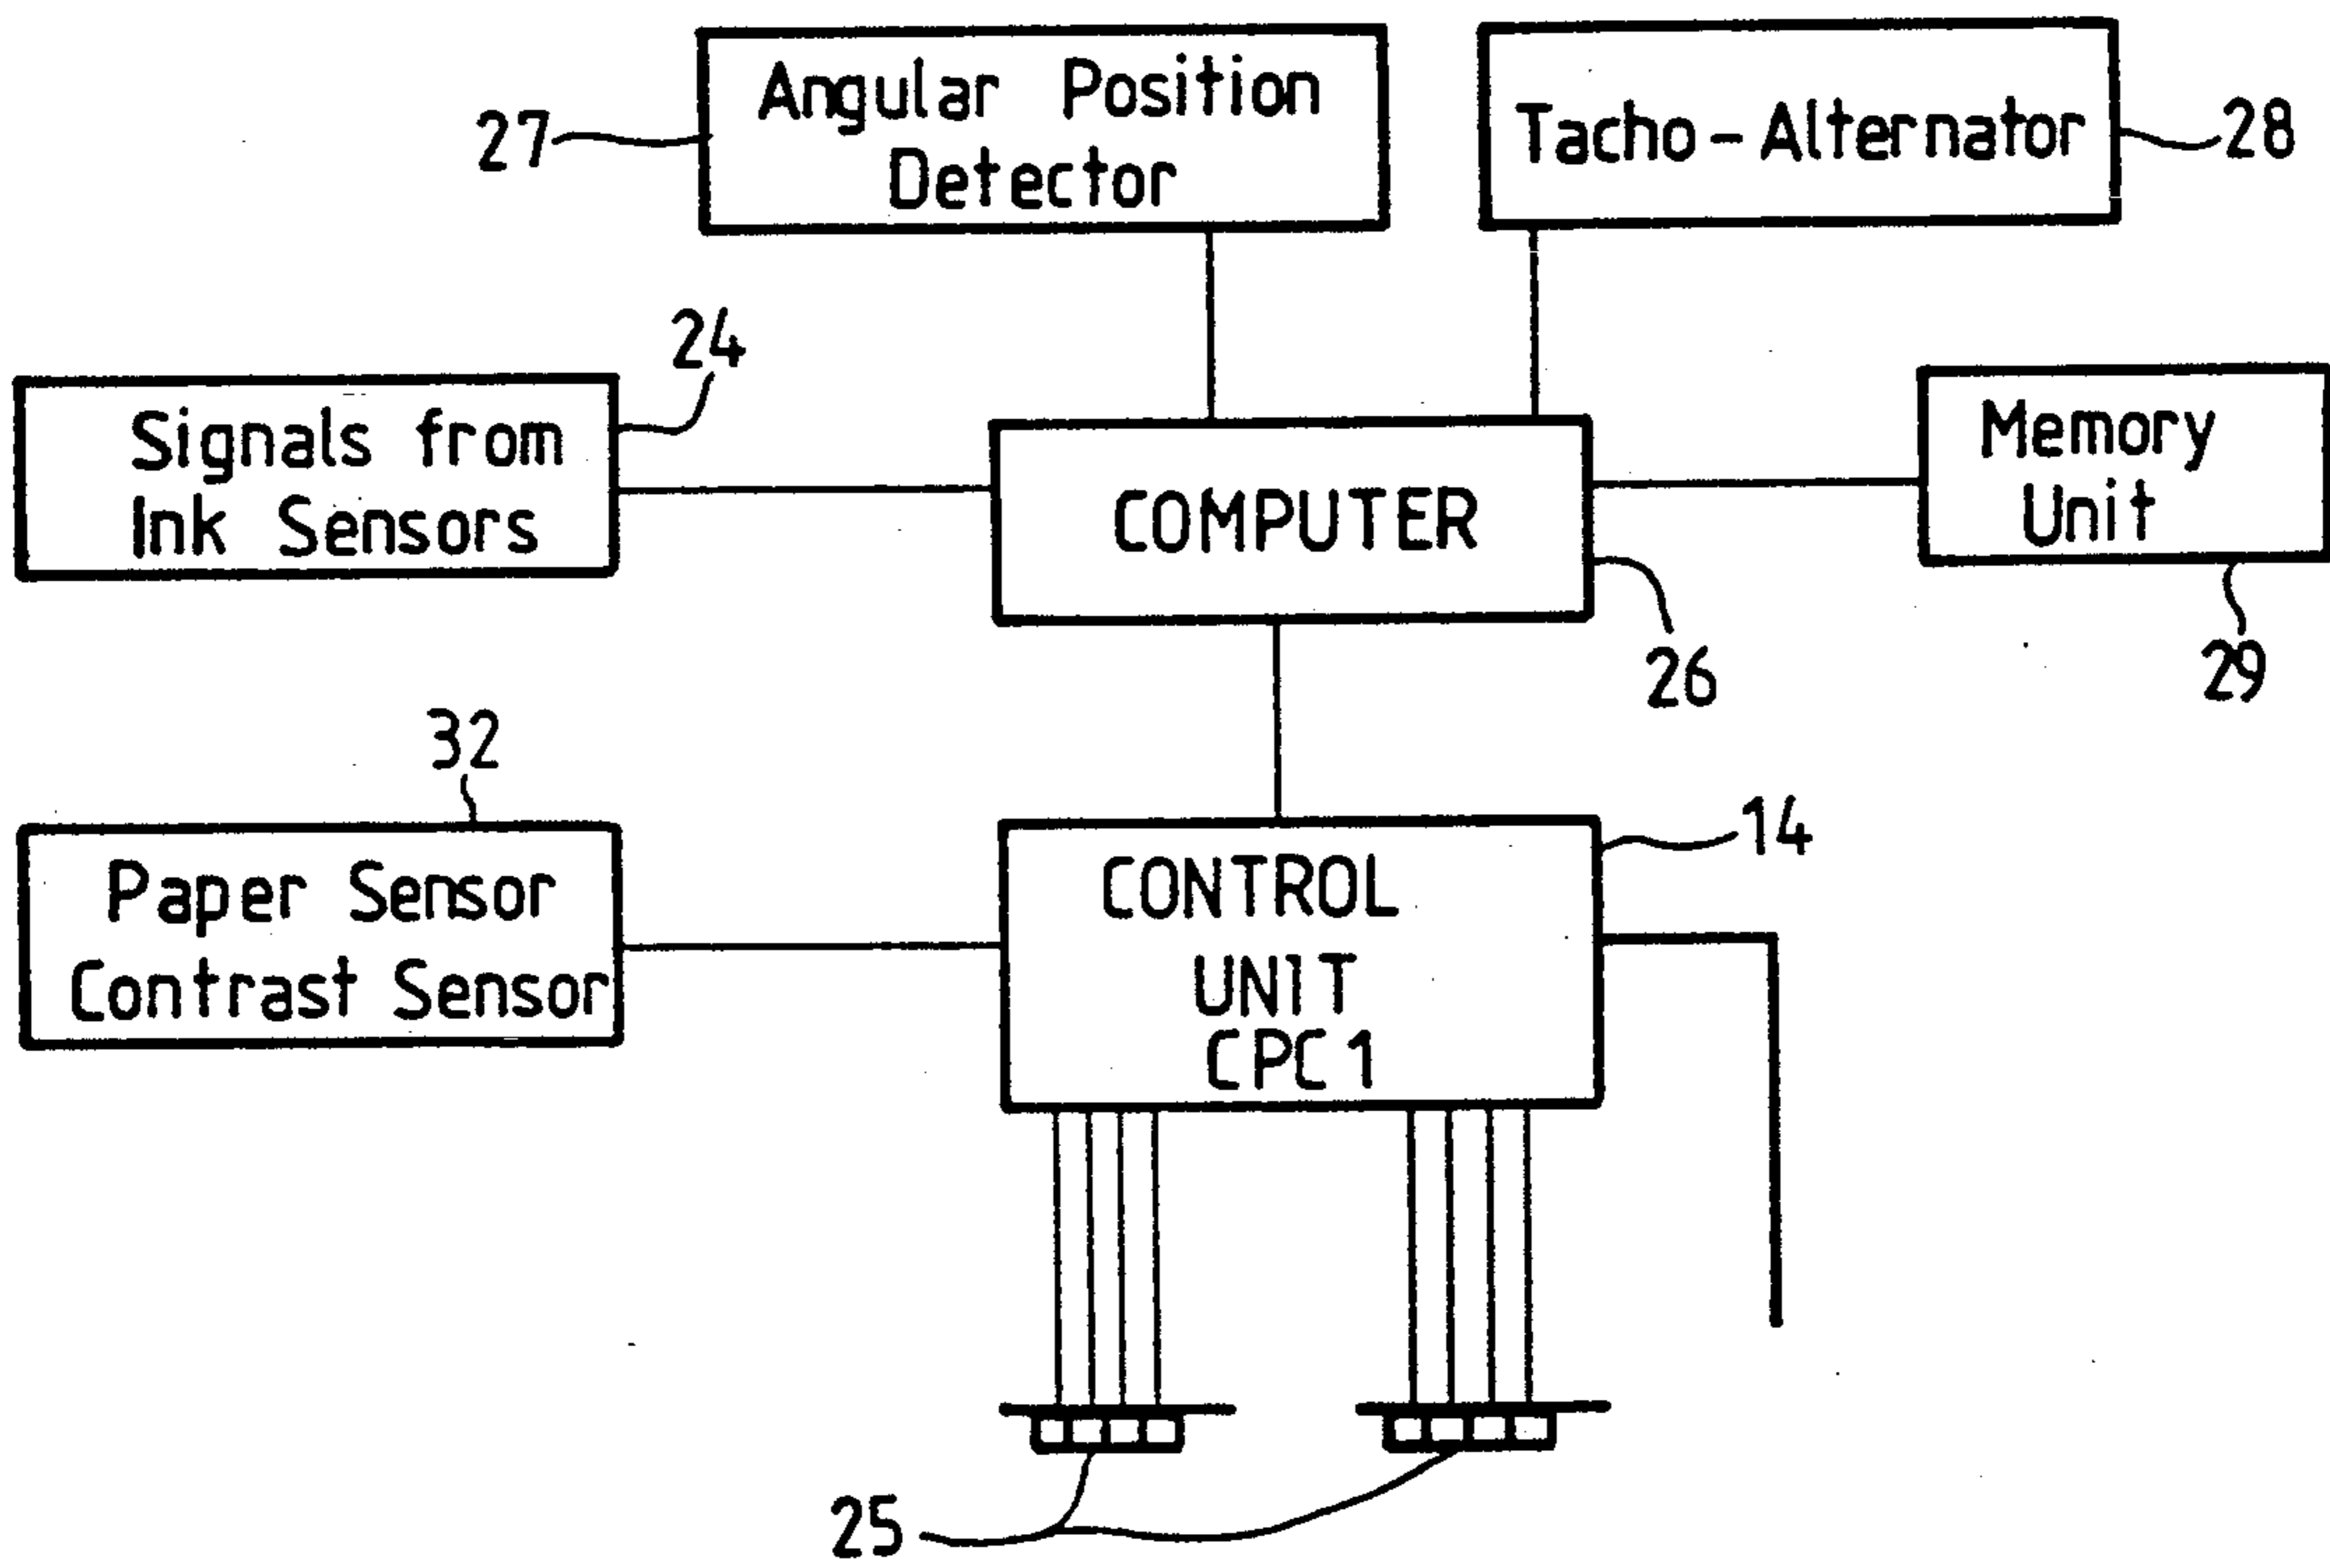 Angular Position
Detector
27
Tacho-Alternator
28
24
Signals from
Ink Sensors
COMPUTER
26
Memory
Unit
29
32
Paper Sensor
Contrast Sensor
CONTROL
UNIT
CPC1
14
25